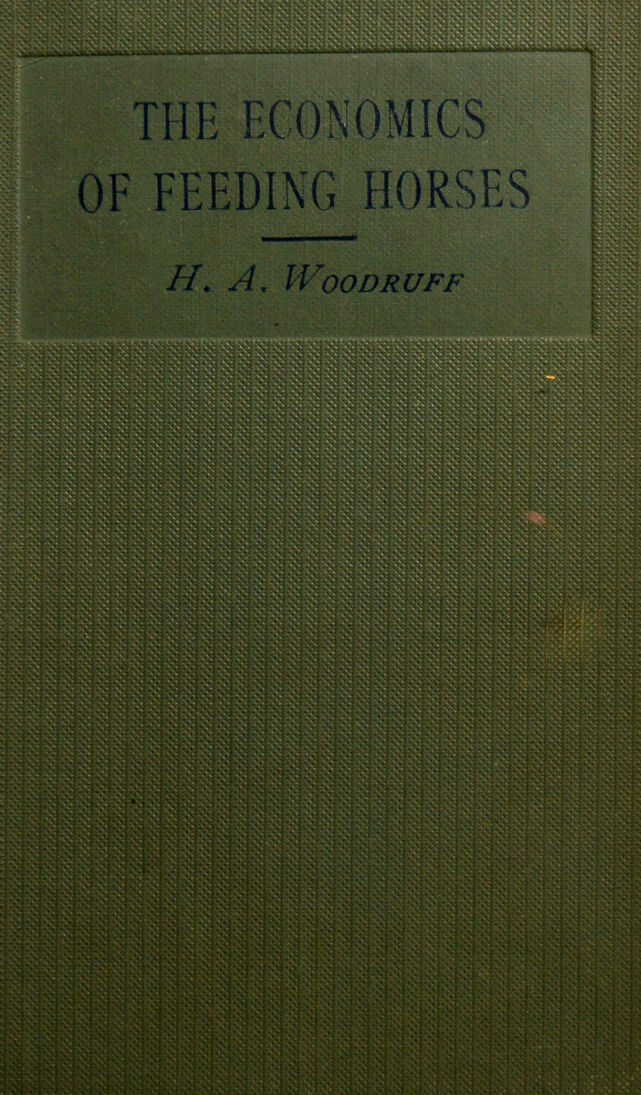 THE ECONOMICS
OF FEEDING HORSES
H. A. WOODRUFF